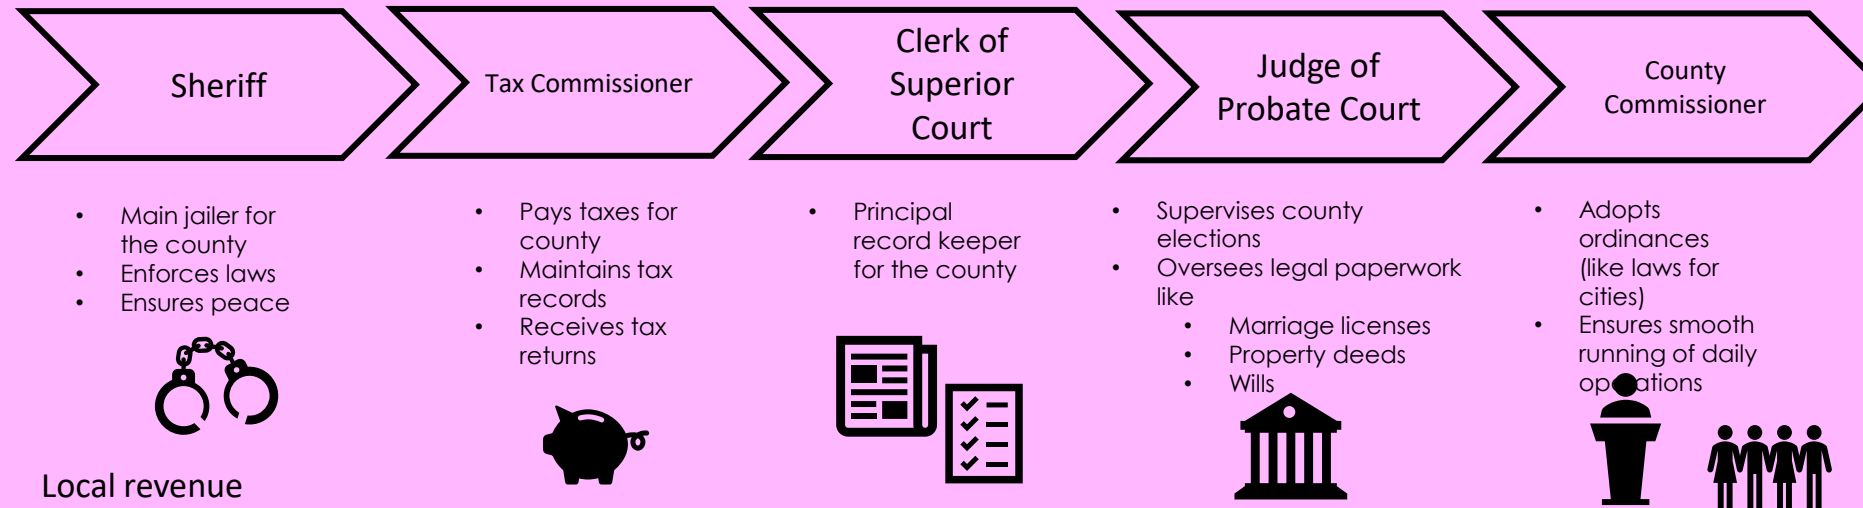 Sheriff
Tax Commissioner
Clerk of
Superior
Court
Judge of
Probate Court
County
Commissioner
• Main jailer for
the county
• Enforces laws
• Ensures peace
• Pays taxes for
county
• Maintains tax
records
• Receives tax
returns
• Principal
record keeper
for the county
• Supervises county
elections
• Oversees legal paperwork
like
• Marriage licenses
• Property deeds
• Wills
• Adopts
ordinances
(like laws for
cities)
• Ensures smooth
running of daily
operations
Local revenue